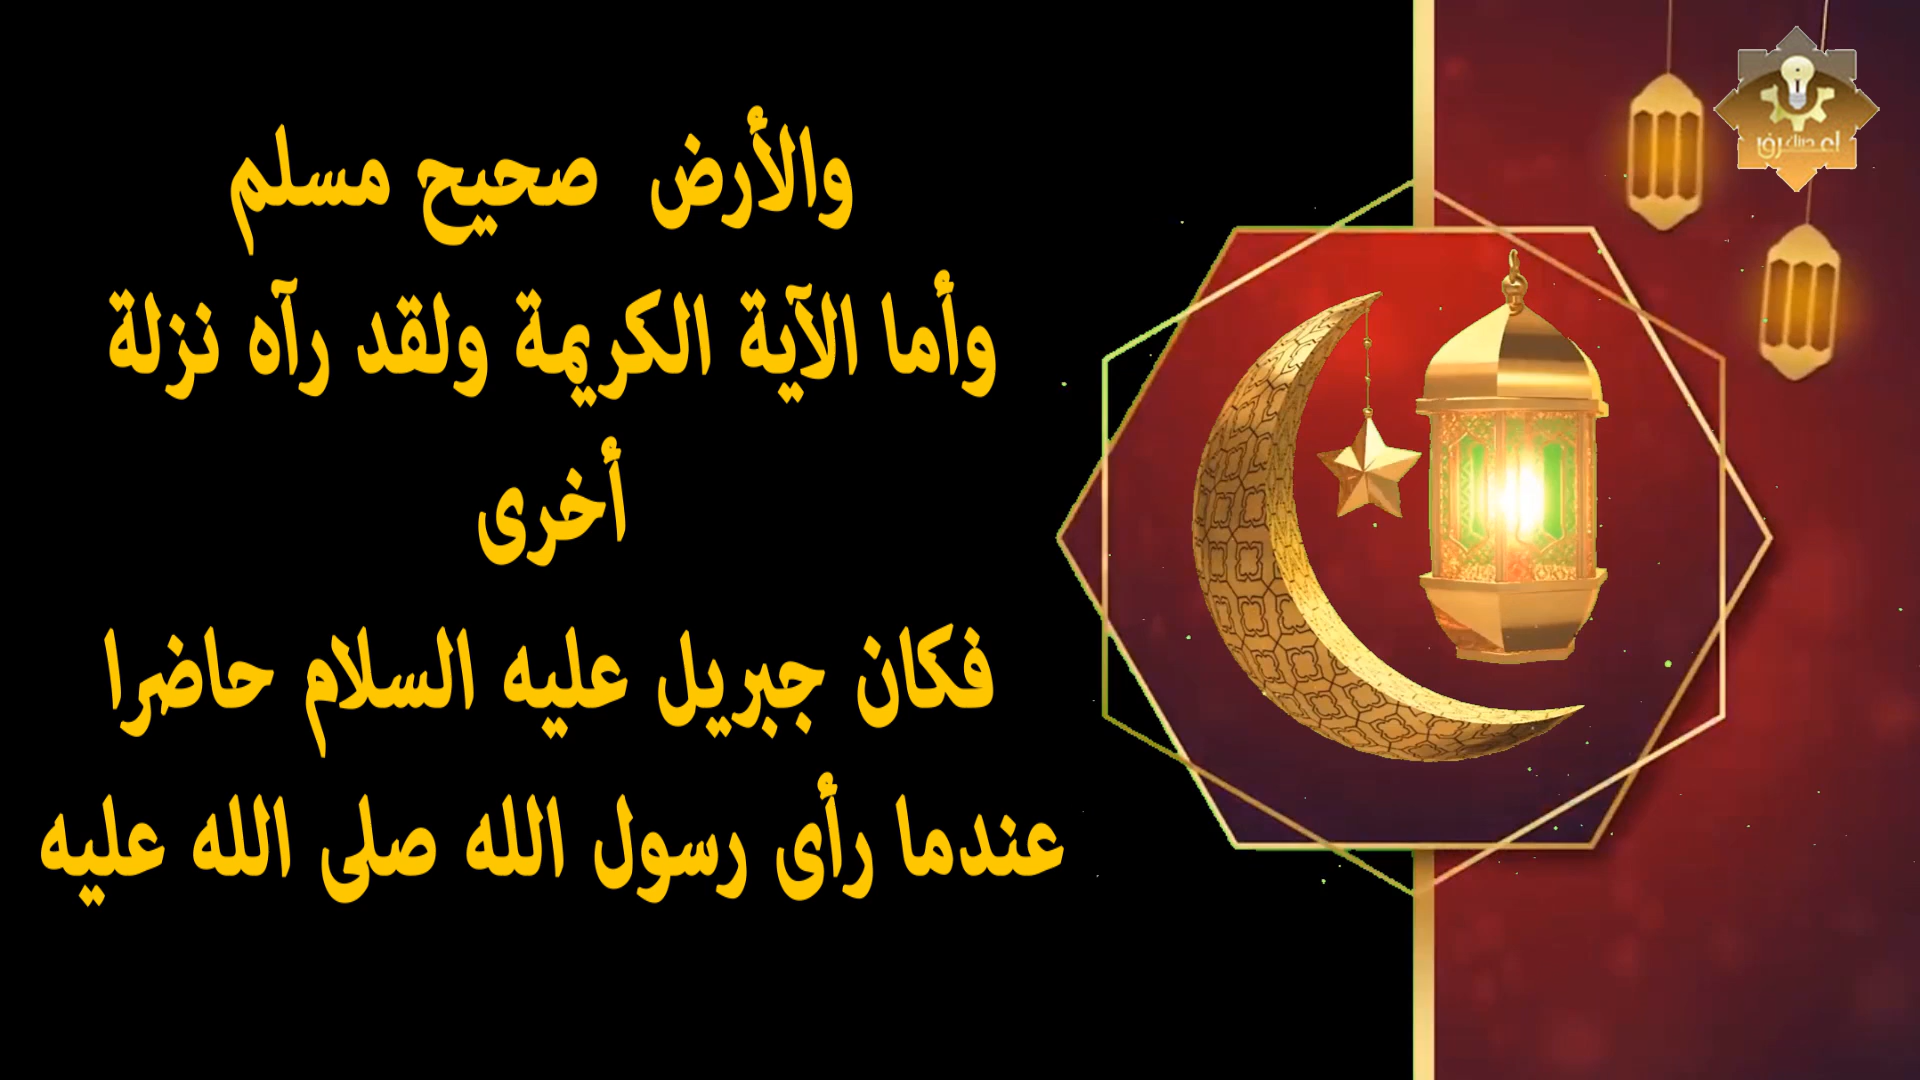 والأرض صحيح مسلم
وأما الآية الكريمة ولقد رآه نزلة
أخرى
فكان جبريل عليه السلام حاضرا
عندما رأى رسول الله صلى الله عليه